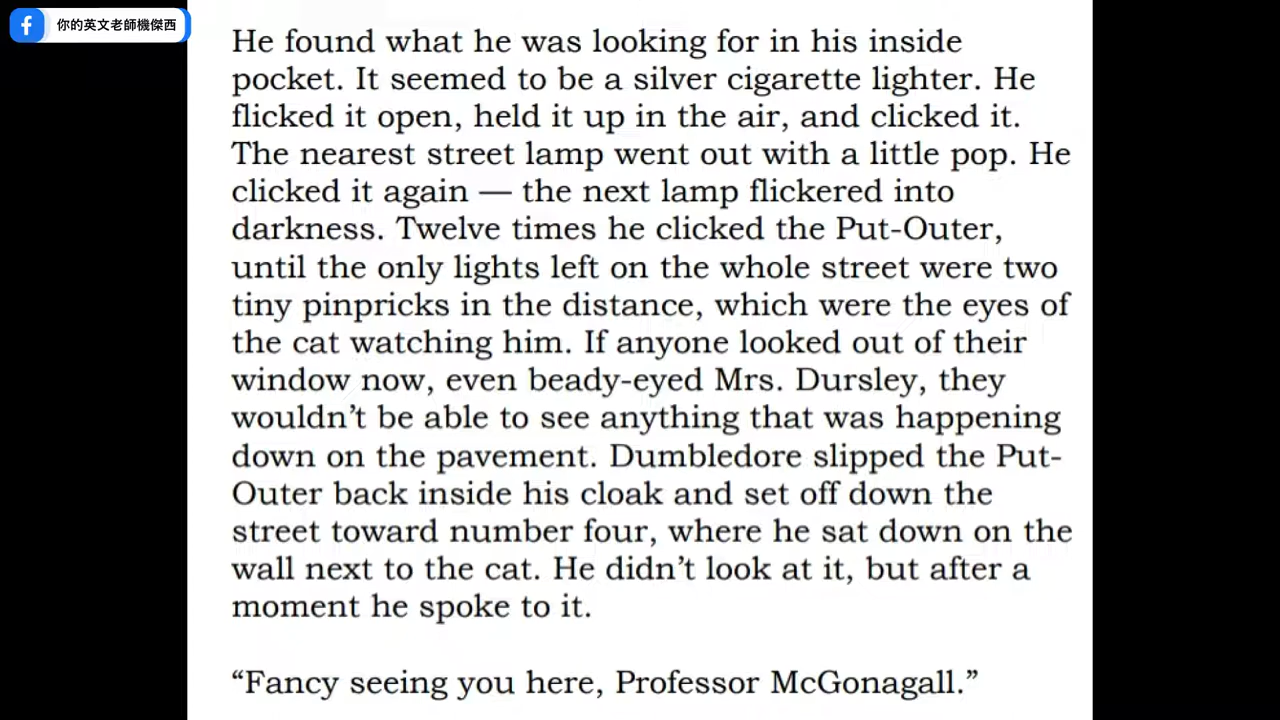 你的英文老師機傑西
He found what he was looking for in his inside
pocket. It seemed to be a silver cigarette lighter. He
flicked it open, held it up in the air, and clicked it.
The nearest street lamp went out with a little pop. He
clicked it again — the next lamp flickered into
darkness. Twelve times he clicked the Put-Outer,
until the only lights left on the whole street were two
tiny pinpricks in the distance, which were the eyes of
the cat watching him. If anyone looked out of their
window now, even beady-eyed Mrs. Dursley, they
wouldn’t be able to see anything that was happening
down on the pavement. Dumbledore slipped the Put-
Outer back inside his cloak and set off down the
street toward number four, where he sat down on the
wall next to the cat. He didn’t look at it, but after a
moment he spoke to it.
“Fancy seeing you here, Professor McGonagall.”